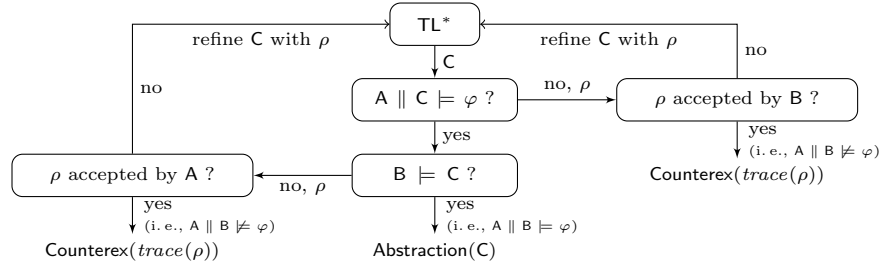 TL*
refine C with ρ
refine C with ρ
C
no
no
A ∥ C ⊨ φ ?
no, ρ
ρ accepted by B ?
yes
yes
(i. e., A ∥ B ⊭ φ)
Counterex(trace(ρ))
ρ accepted by A ?
no, ρ
B ⊨ C ?
yes
(i. e., A ∥ B ⊭ φ)
yes
(i. e., A ∥ B ⊨ φ)
Counterex(trace(ρ))
Abstraction(C)